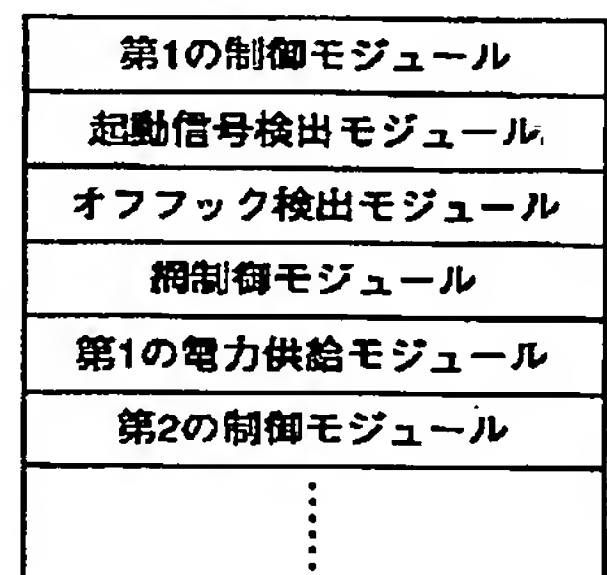 第1の制御モジュール
起動信号検出モジュール
オフフック検出モジュール
網制御モジュール
第1の電力供給モジュール
第2の制御モジュール